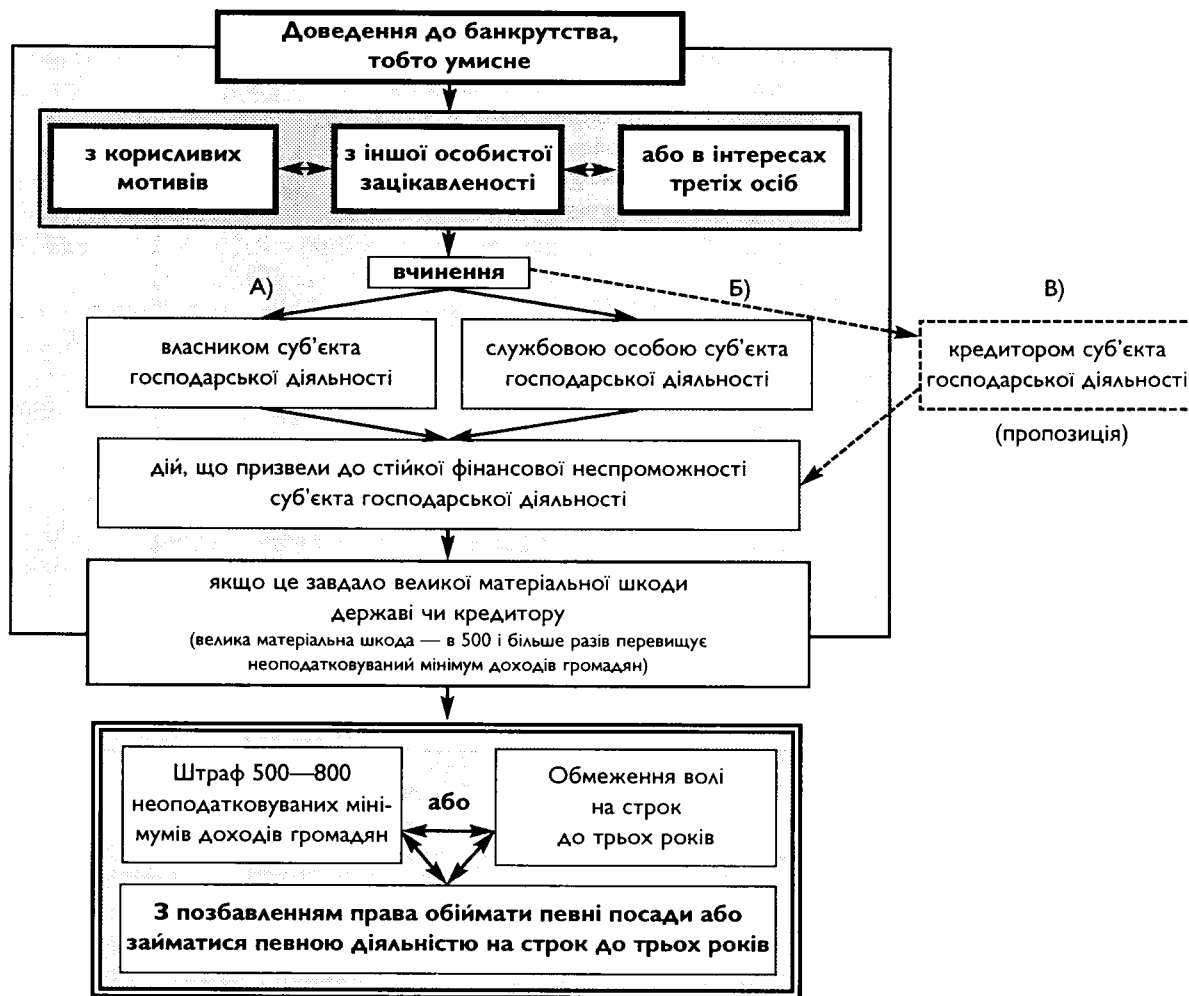 Доведення до банкрутства,
тобто умисне
з корисливих
мотивів
з іншої особистої
зацікавленості
або в інтересах
третіх осіб
вчинення
А)
Б)
В)
власником суб'єкта
господарської діяльності
службовою особою суб'єкта
господарської діяльності
кредитором суб'єкта
господарської діяльності
(пропозиція)
дій, що призвели до стійкої фінансової неспроможності
суб'єкта господарської діяльності
якщо це завдало великої матеріальної шкоди
державі чи кредитору
(велика матеріальна шкода — в 500 і більше разів перевищує
неоподатковуваний мінімум доходів громадян)
Штраф 500—800
неоподатковуваних міні-
мумів доходів громадян
або
Обмеження волі
на строк
до трьох років
З позбавленням права обіймати певні посади або
займатися певною діяльністю на строк до трьох років